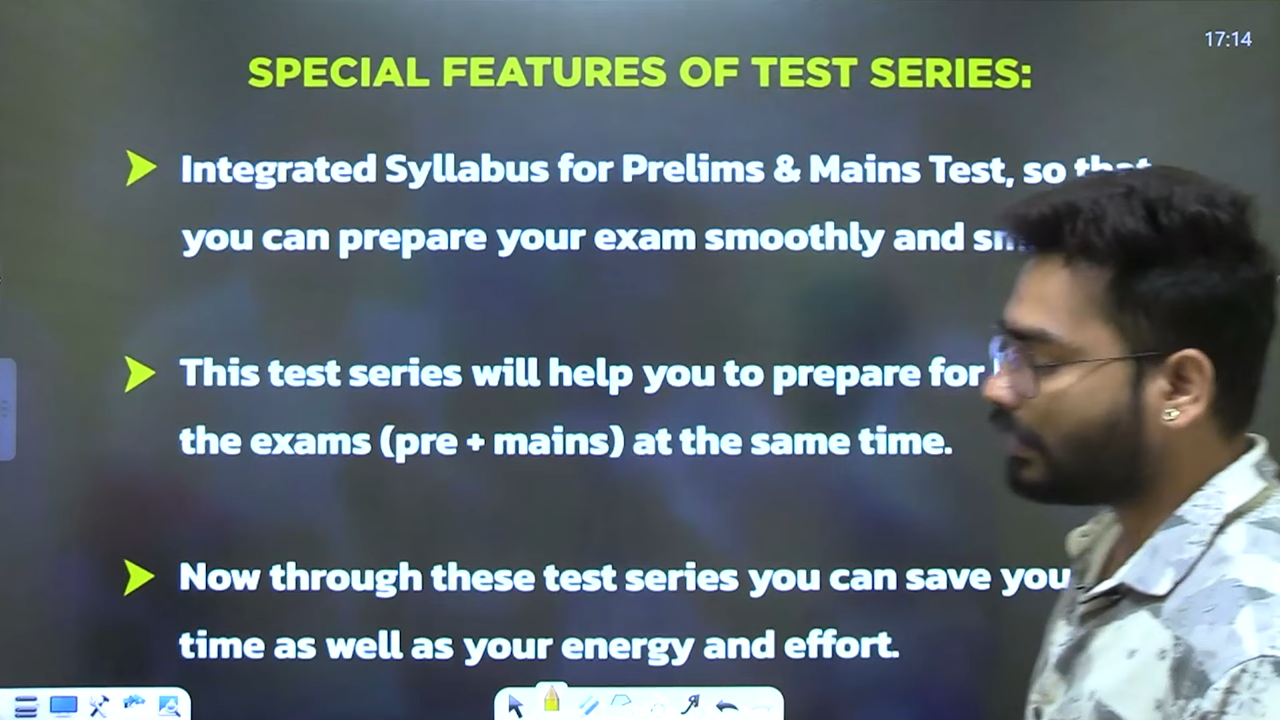 17:14
SPECIAL FEATURES OF TEST SERIES:
Integrated Syllabus for Prelims & Mains Test, so that
you can prepare your exam smoothly and
This test series will help you to prepare for
the exams (pre + mains) at the same time.
Now through these test series you can save
time as well as your energy and effort.